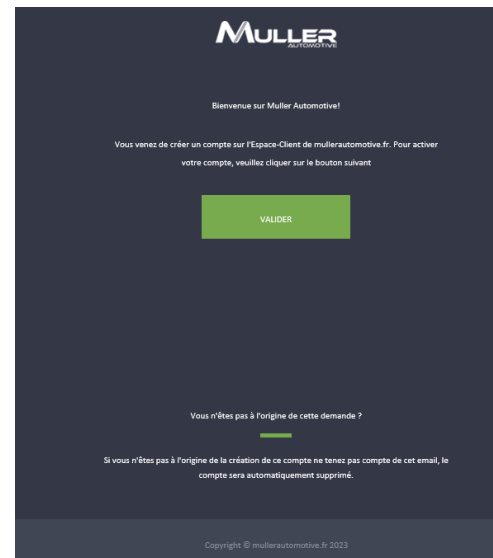 MULLER
AUTOMOTIVE
Bienvenue sur Muller Automotive!
Vous venez de créer un compte sur l'Espace-Client de mullerautomotive.fr. Pour activer
votre compte, veuillez cliquer sur le bouton suivant
VALIDER
Vous n'êtes pas à l'origine de cette demande ?
Si vous n'êtes pas à l'origine de la création de ce compte ne tenez pas compte de cet email, le
compte sera automatiquement supprimé.
Copyright © mullerautomotive.fr 2023